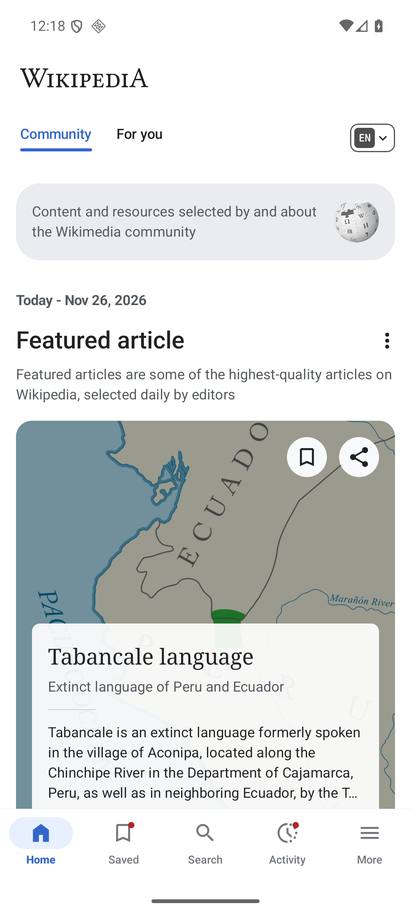 12:18
WIKIPEDIA
Community
For you
EN
Content and resources selected by and about
the Wikimedia community
Today - Nov 26, 2026
Featured article
Featured articles are some of the highest-quality articles on
Wikipedia, selected daily by editors
ECUADO
Marañón River
PAC
Tabancale language
Extinct language of Peru and Ecuador
Tabancale is an extinct language formerly spoken
in the village of Aconipa, located along the
Chinchipe River in the Department of Cajamarca,
Peru, as well as in neighboring Ecuador, by the T…
Home
Saved
Search
Activity
More